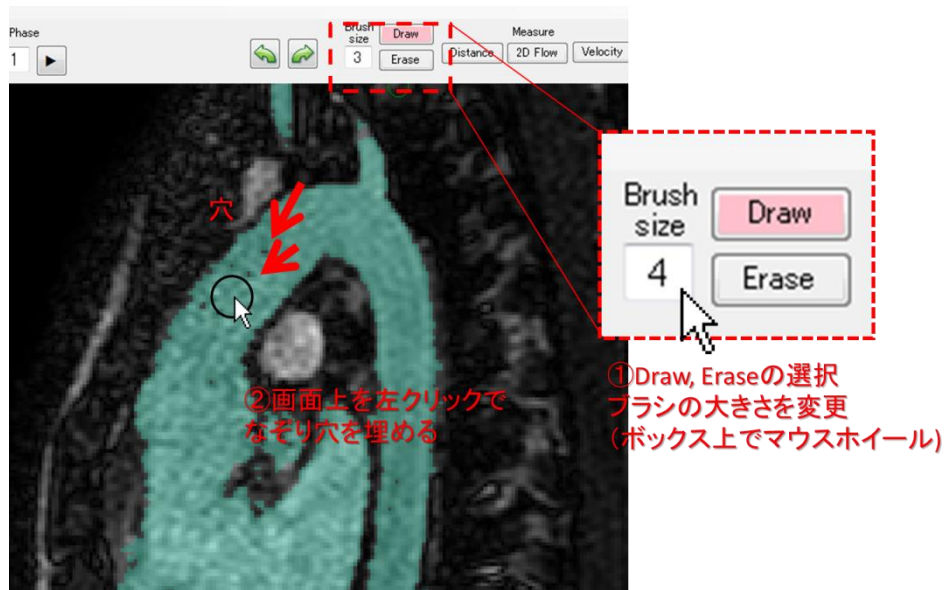 Phase
1
Brush
size
3
Draw
Erase
Measure
Distance
2D Flow
Velocity
穴
Brush
size
4
Draw
Erase
①Draw, Eraseの選択
ブラシの大きさを変更
(ボックス上でマウスホイール)
②画面上を左クリックで
なぞり穴を埋める